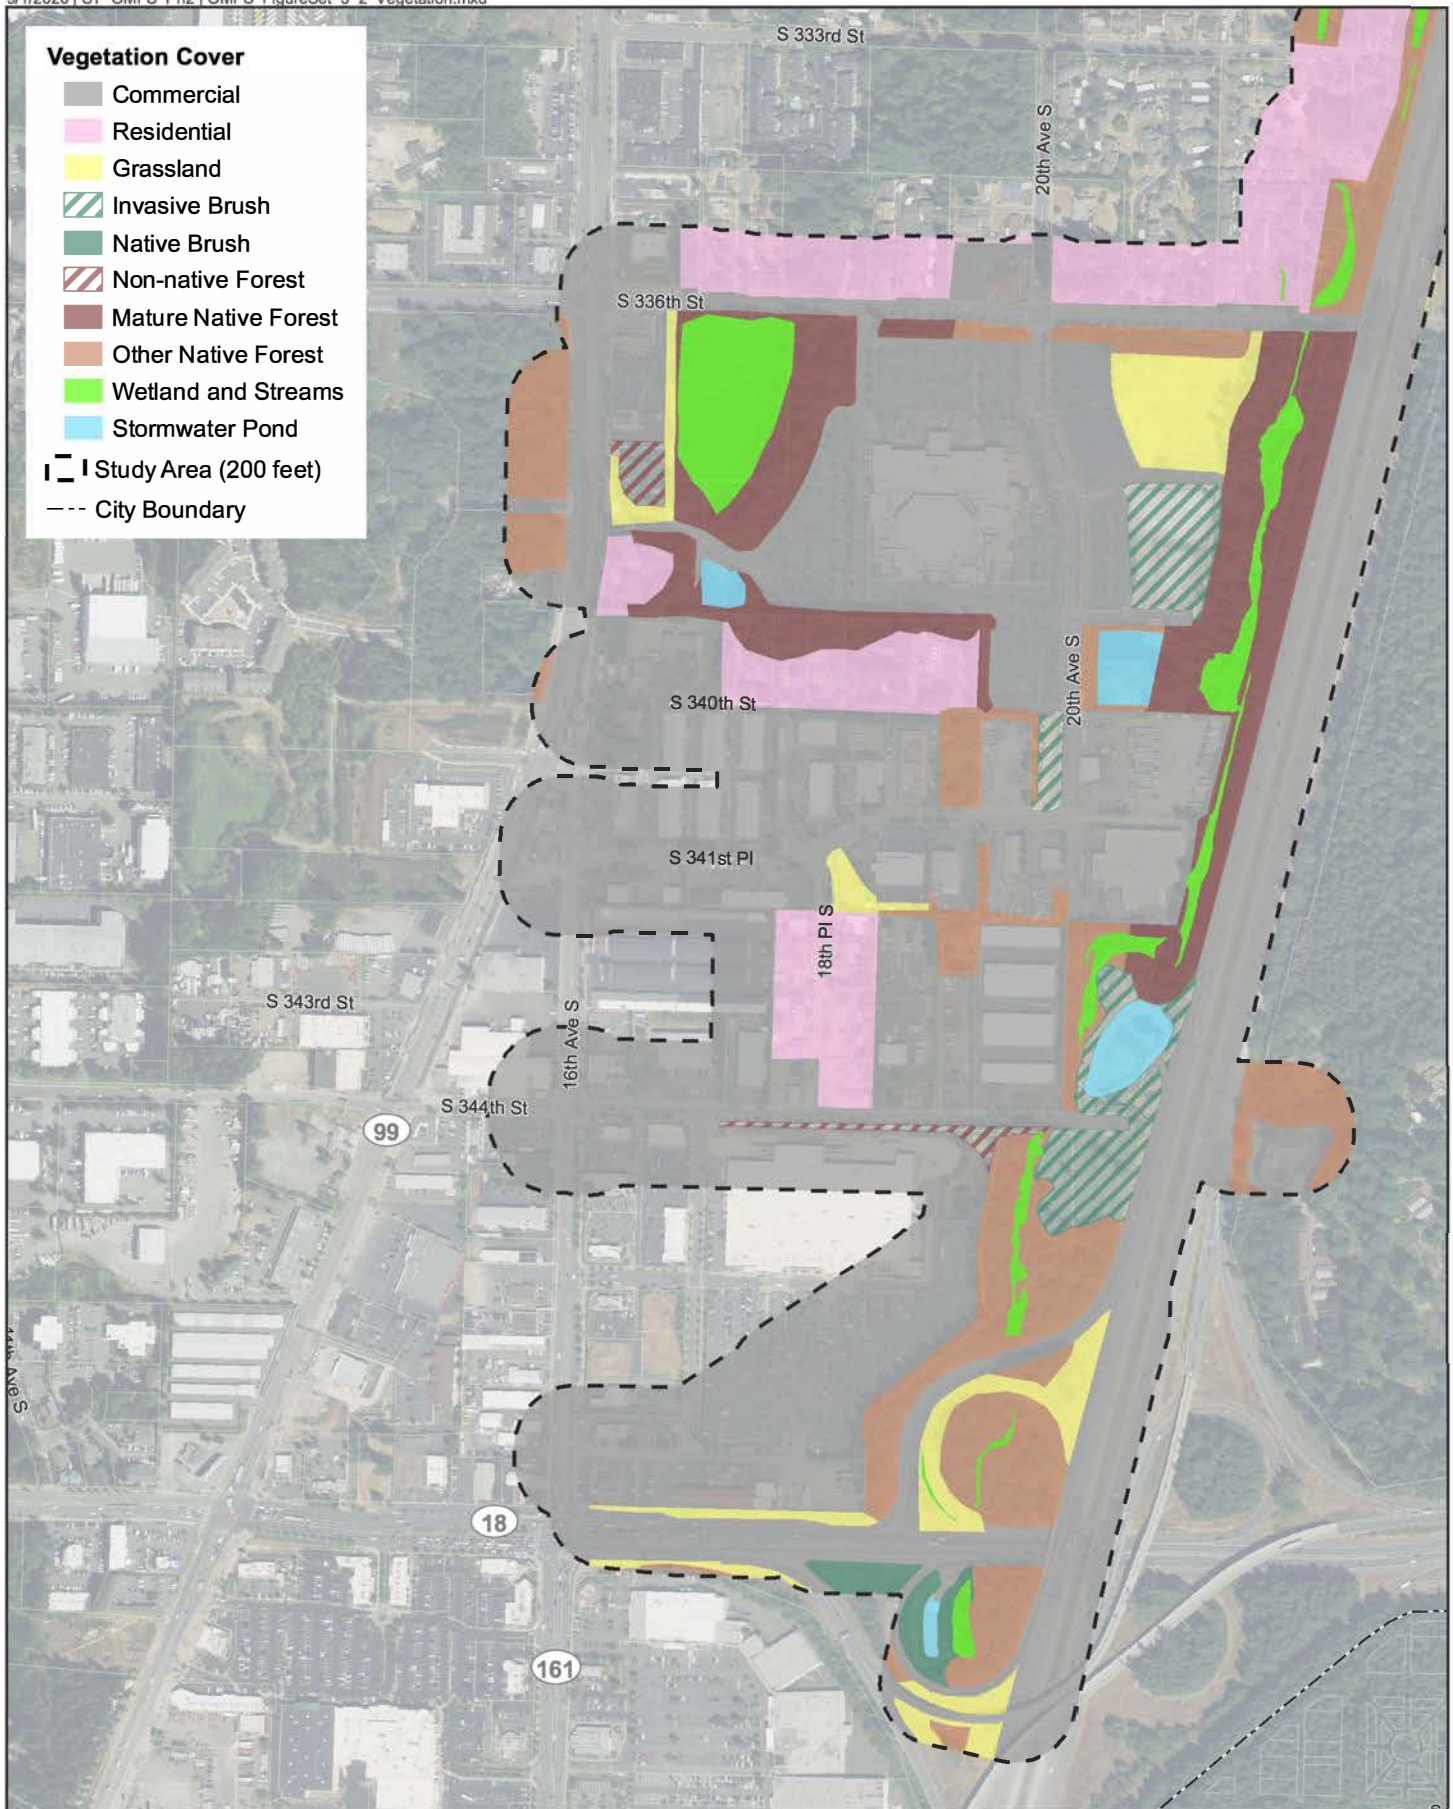 Vegetation Cover
Commercial
Residential
Grassland
Invasive Brush
Native Brush
Non-native Forest
Mature Native Forest
Other Native Forest
Wetland and Streams
Stormwater Pond
Study Area (200 feet)
City Boundary
S 333rd St
20th Ave S
S 336th St
20th Ave S
S 340th St
S 341st Pl
18th Pl S
S 343rd St
16th Ave S
S 344th St
99
11th Ave S
18
161